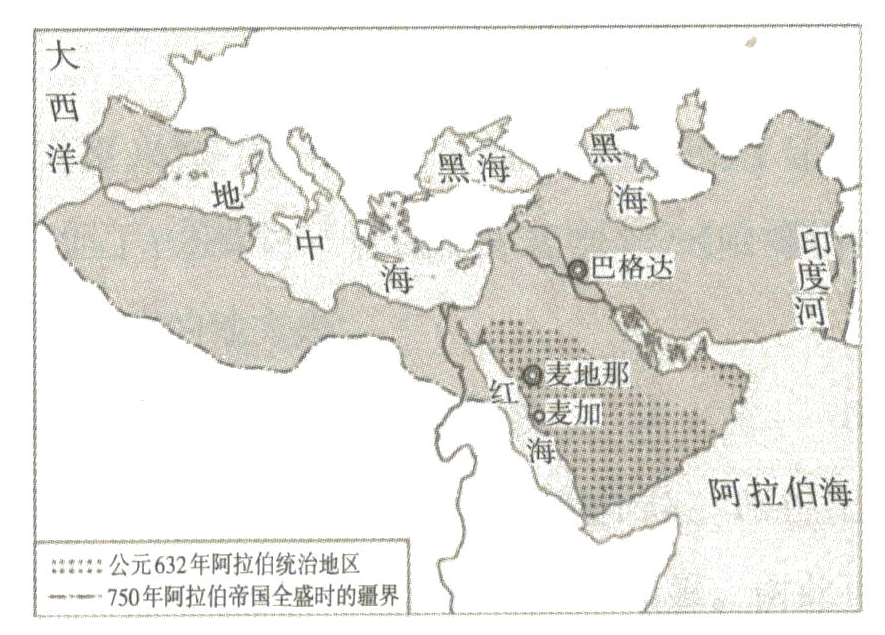 大西洋
黑海
黑海
地中海
印度河
巴格达
麦地那
红海
麦加
阿拉伯海
公元632年阿拉伯统治地区
750年阿拉伯帝国全盛时的疆界